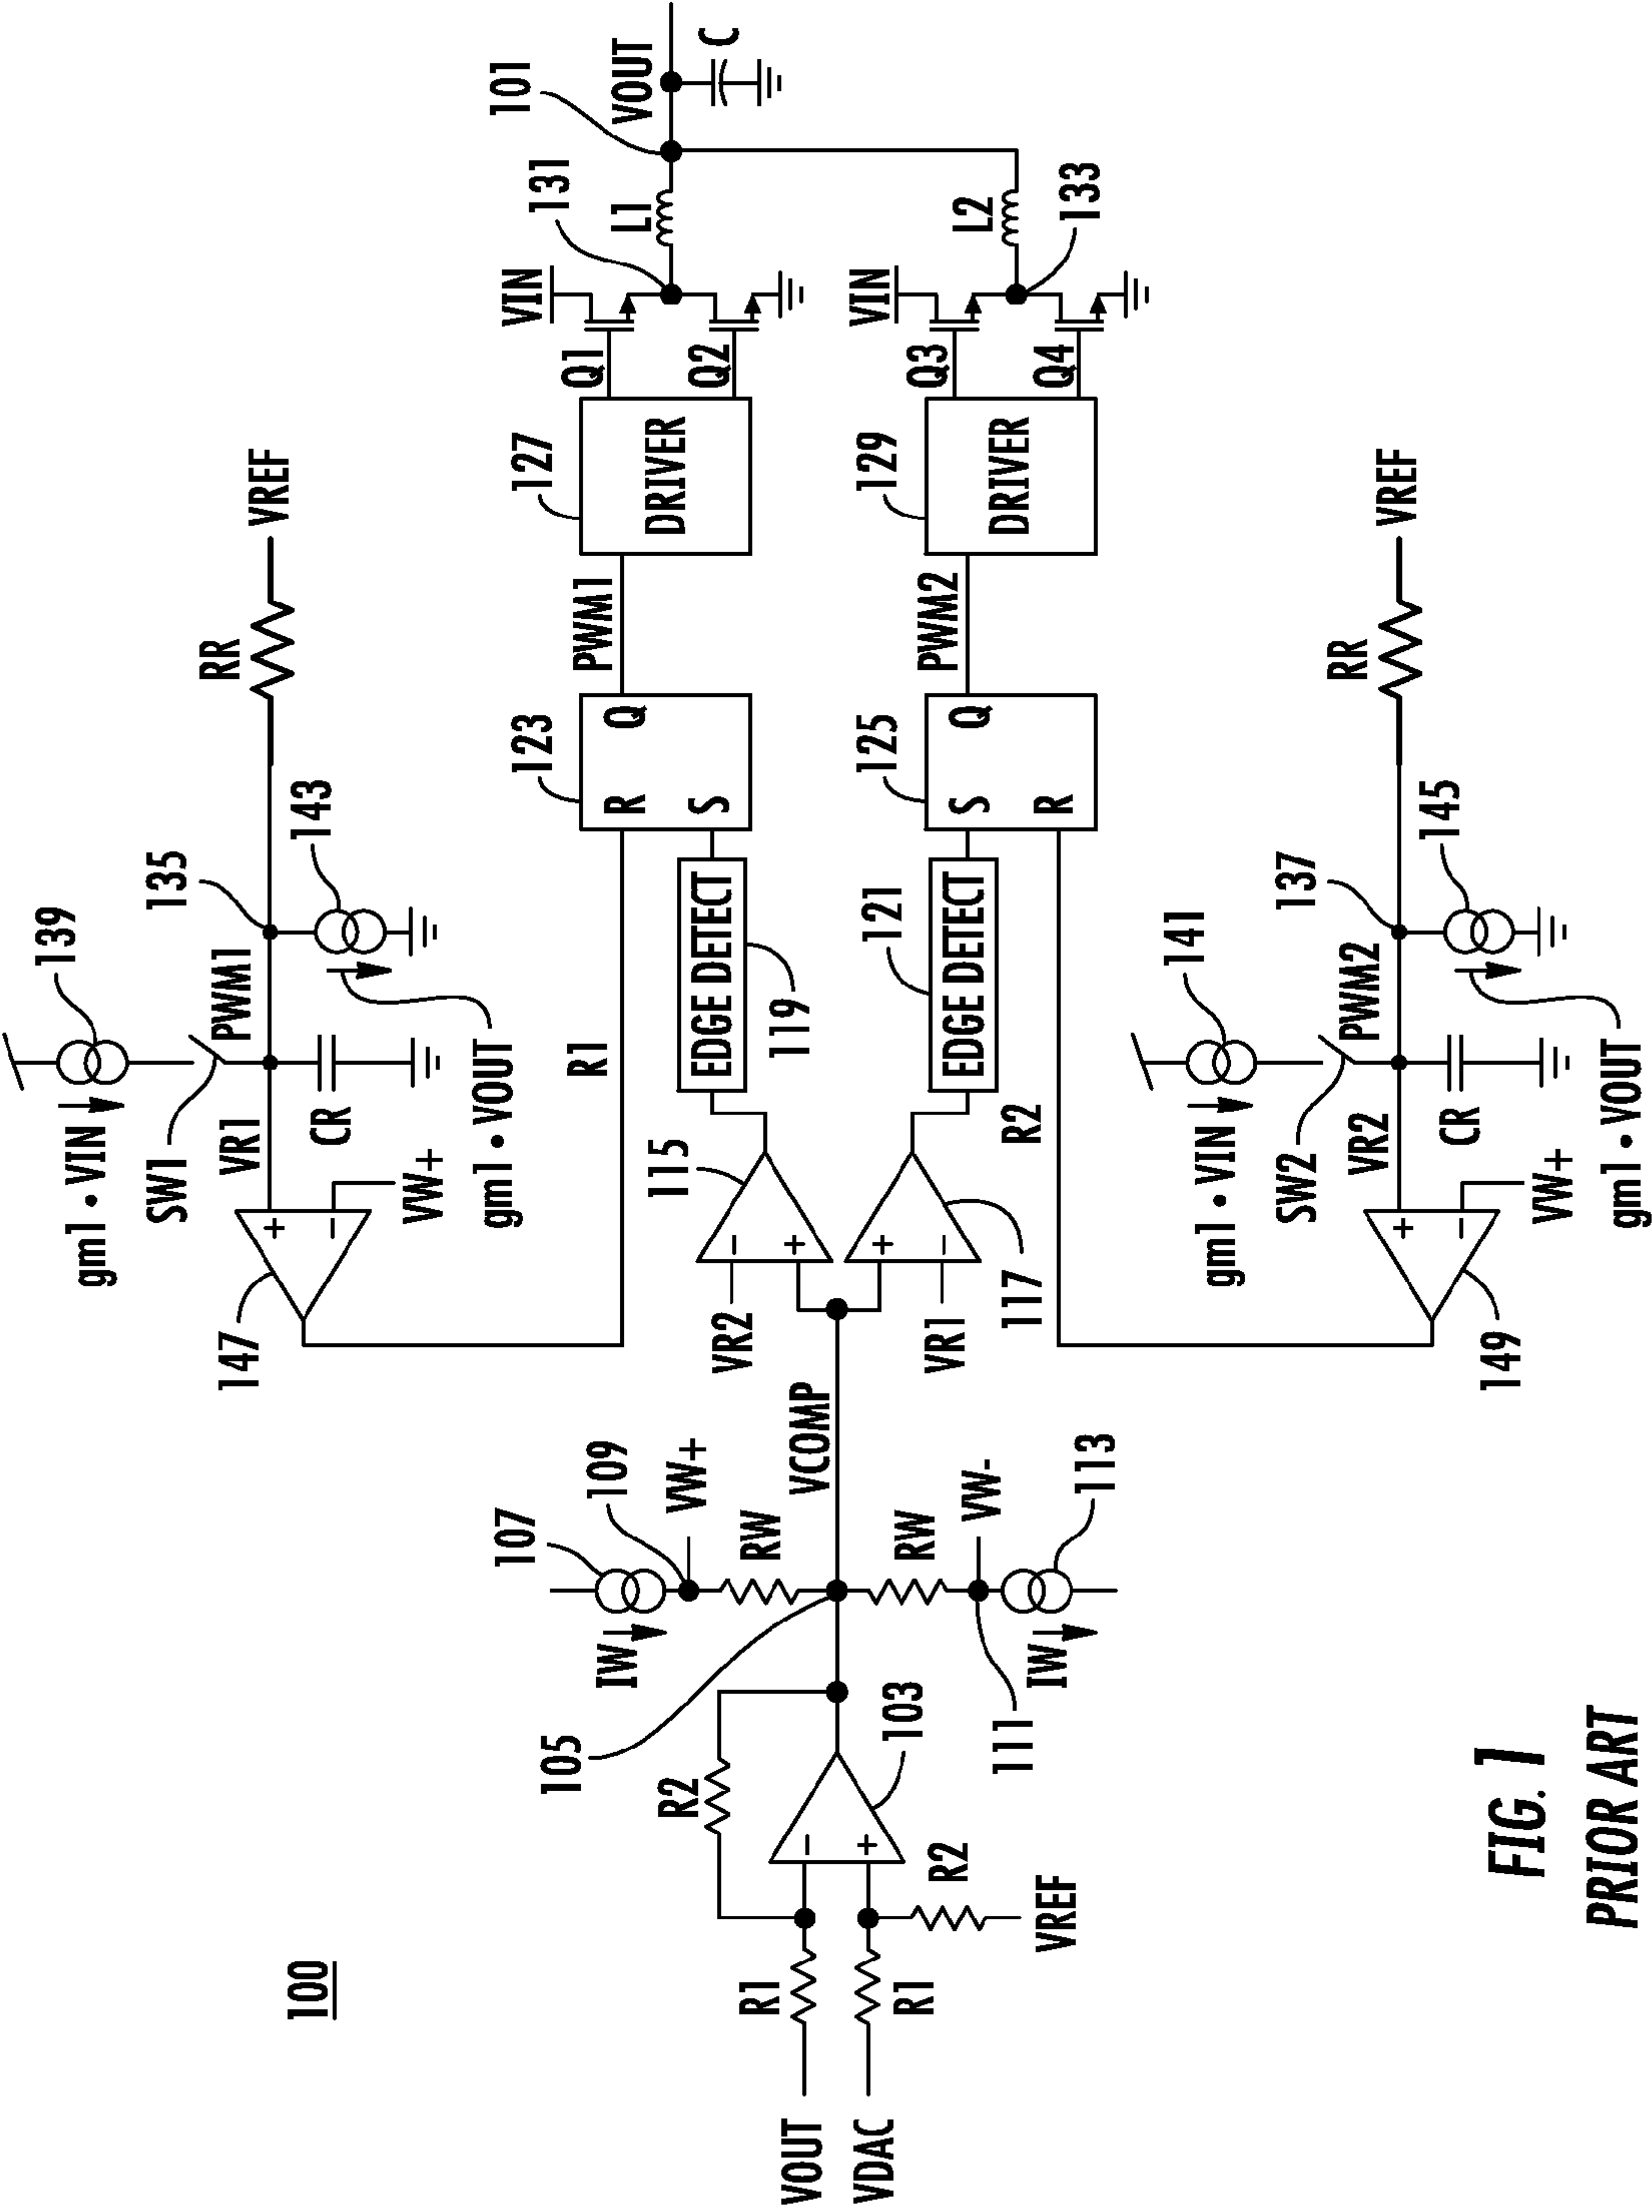 100
VOUT
VDAC
R1
R1
R2
R2
VREF
−
+
103
105
IW
107
109
VW+
RW
VCOMP
RW
VW-
111
IW
113
gm1•VIN
139
SW1
PWM1
135
143
gm1•VOUT
VR1
CR
RR
VREF
147
+
−
VW+
R1
VR2
−
+
115
+
−
VR1
117
R2
EDGE DETECT
119
EDGE DETECT
121
123
R
S
Q
125
S
R
Q
PWM1
PWM2
127
DRIVER
129
DRIVER
VIN
Q1
Q2
131
L1
101
VOUT
C
VIN
Q3
Q4
133
L2
gm1•VIN
141
SW2
PWM2
137
145
gm1•VOUT
VR2
CR
RR
VREF
149
+
−
VW+
FIG. 1
PRIOR ART